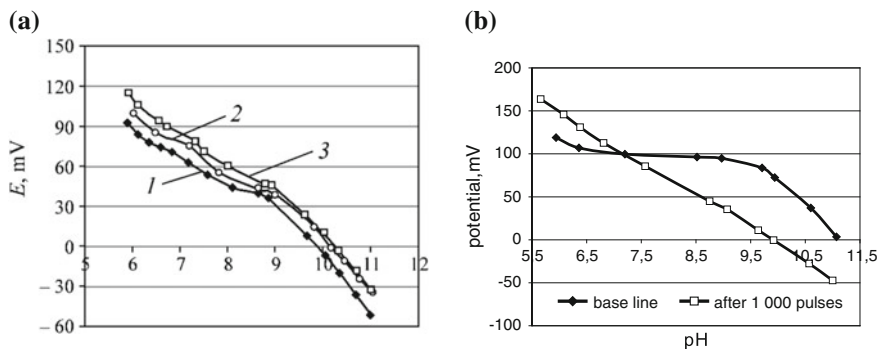 (a)
E, mV
150
120
90
60
30
0
– 30
– 60
5 6 7 8 9 10 11 12
1
2
3
(b)
potential,mV
200
150
100
50
0
-50
-100
5,5 6,5 7,5 8,5 9,5 10,5 11,5
base line after 1 000 pulses
pH